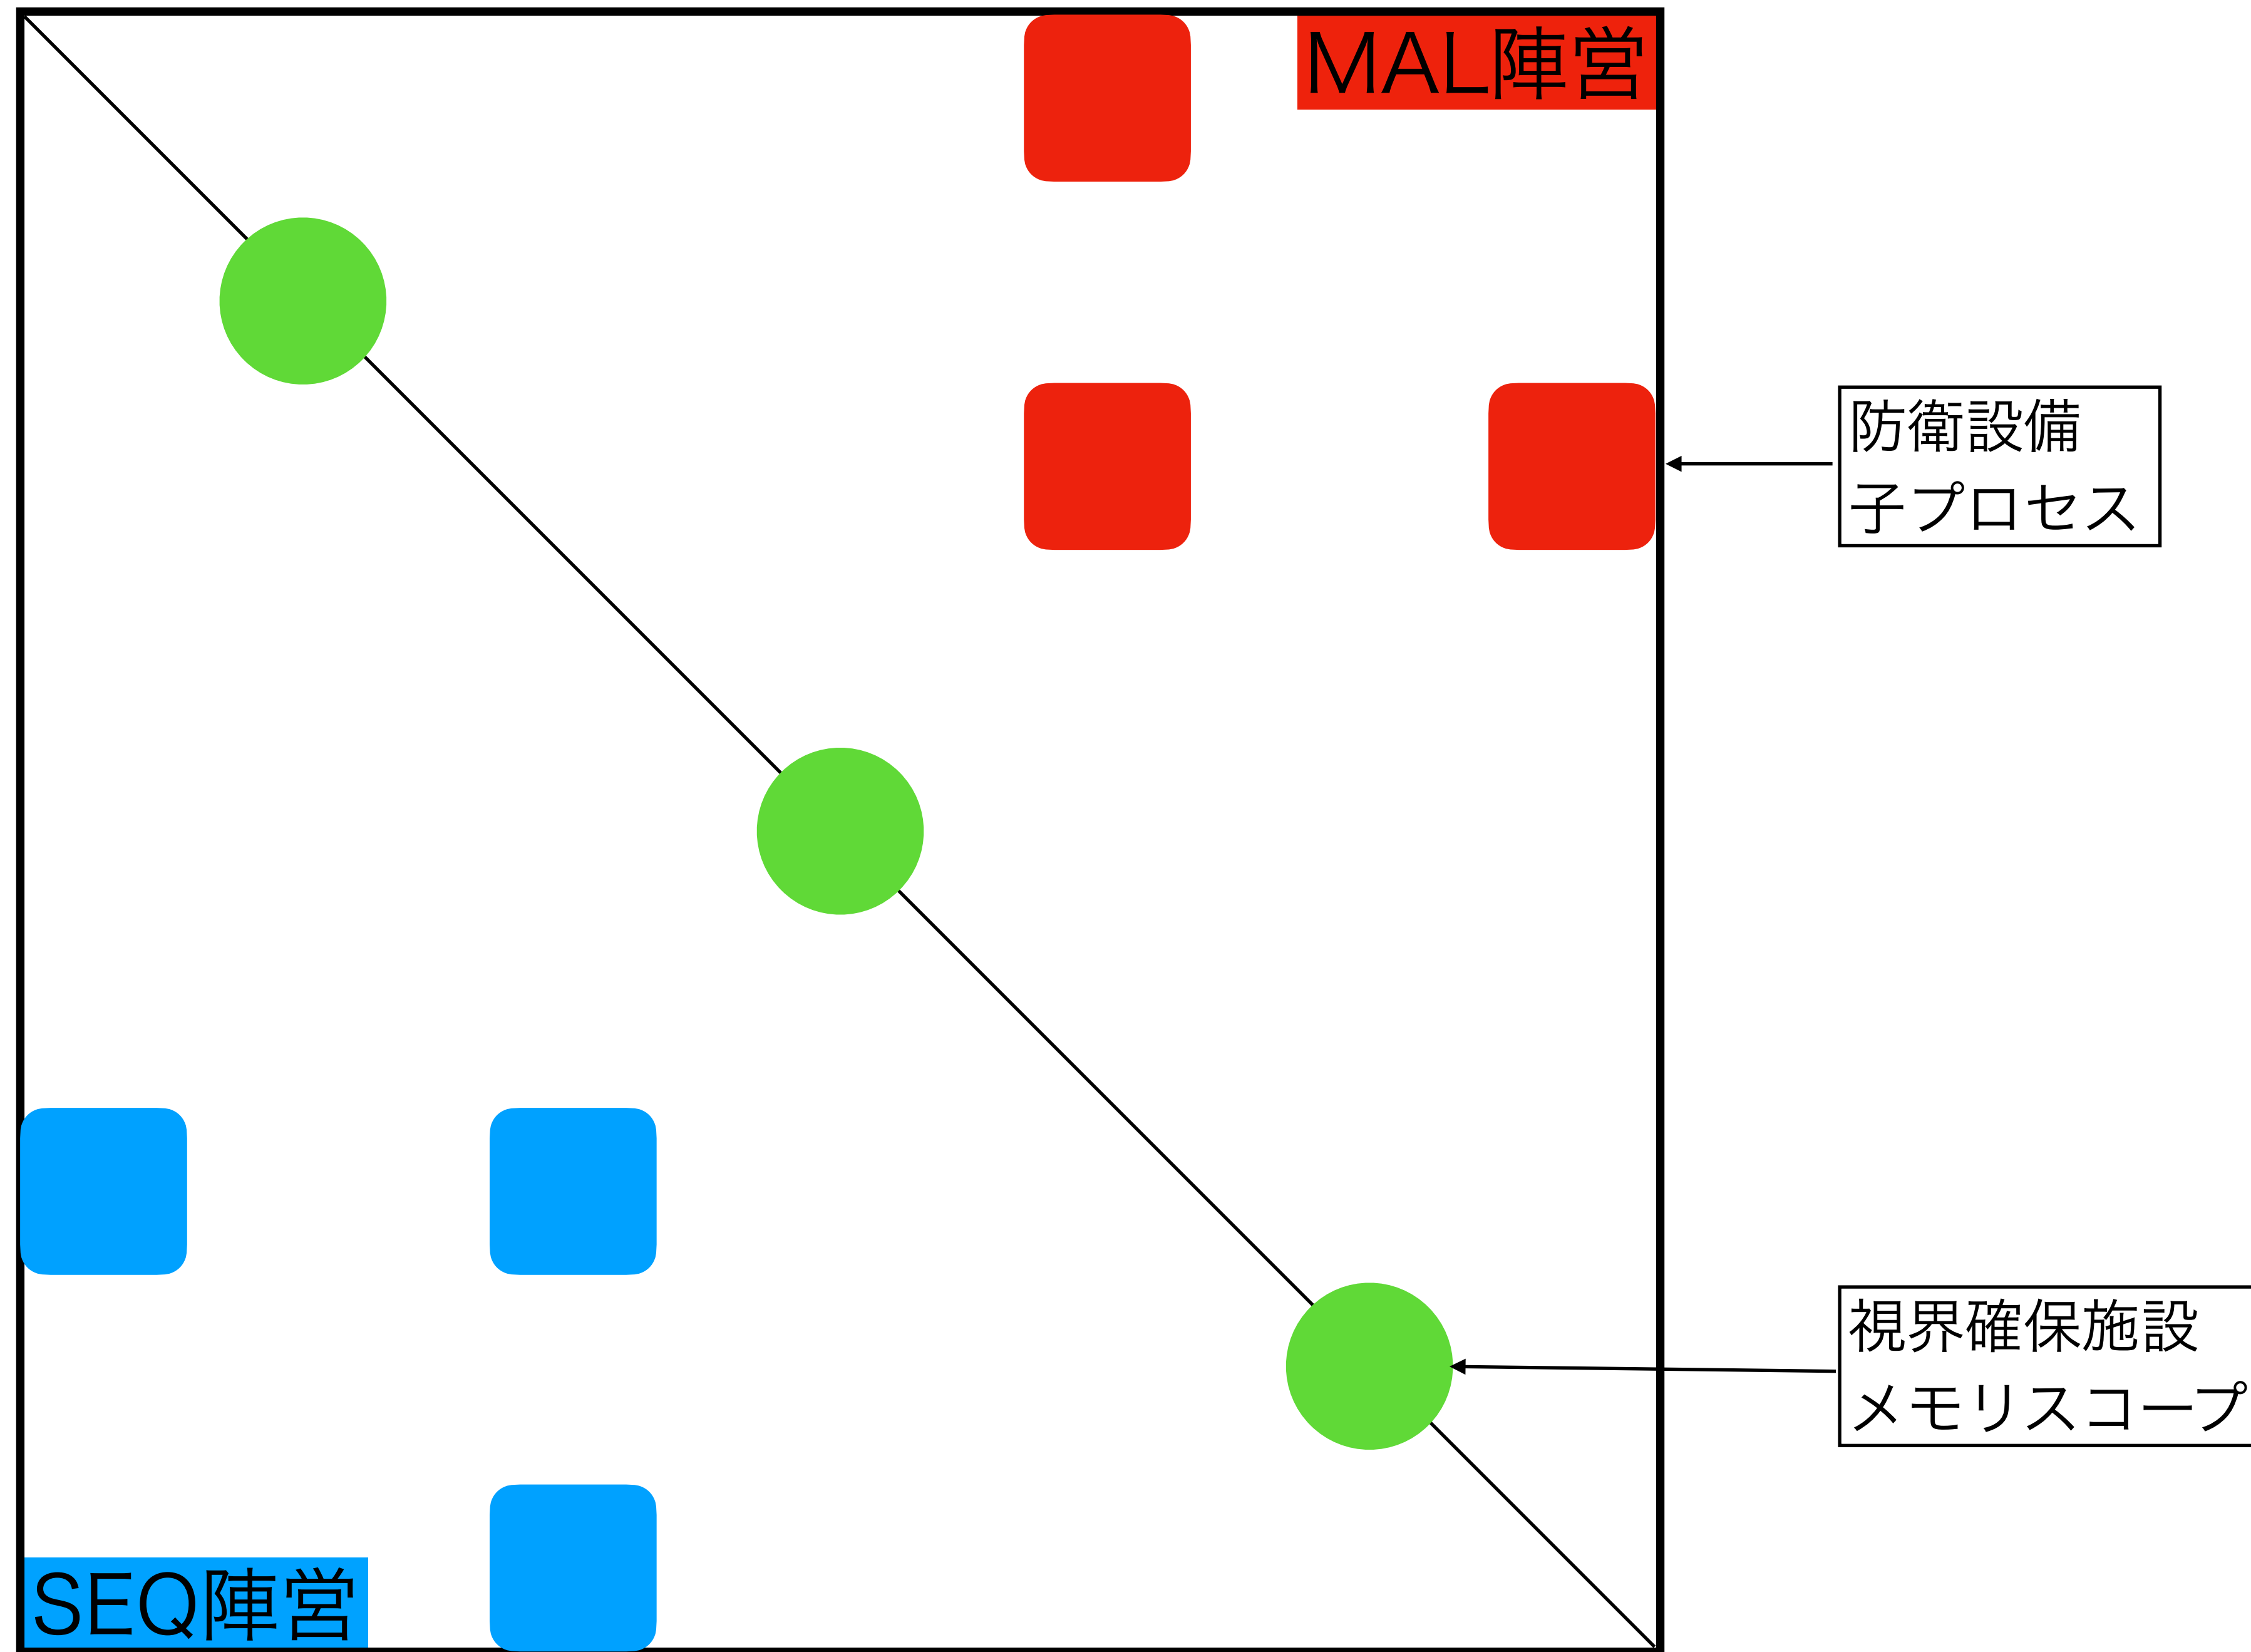 MAL陣営
防衛設備
子プロセス
視界確保施設
メモリスコープ
SEQ陣営